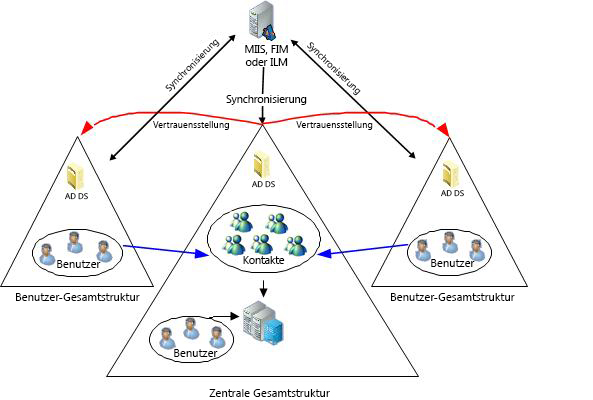 MIIS, FIM
oder ILM
Synchronisierung
Synchronisierung
Synchronisierung
Vertrauensstellung
Vertrauensstellung
AD DS
AD DS
AD DS
Benutzer
Kontakte
Benutzer
Benutzer-Gesamtstruktur
Benutzer-Gesamtstruktur
Benutzer
Zentrale Gesamtstruktur